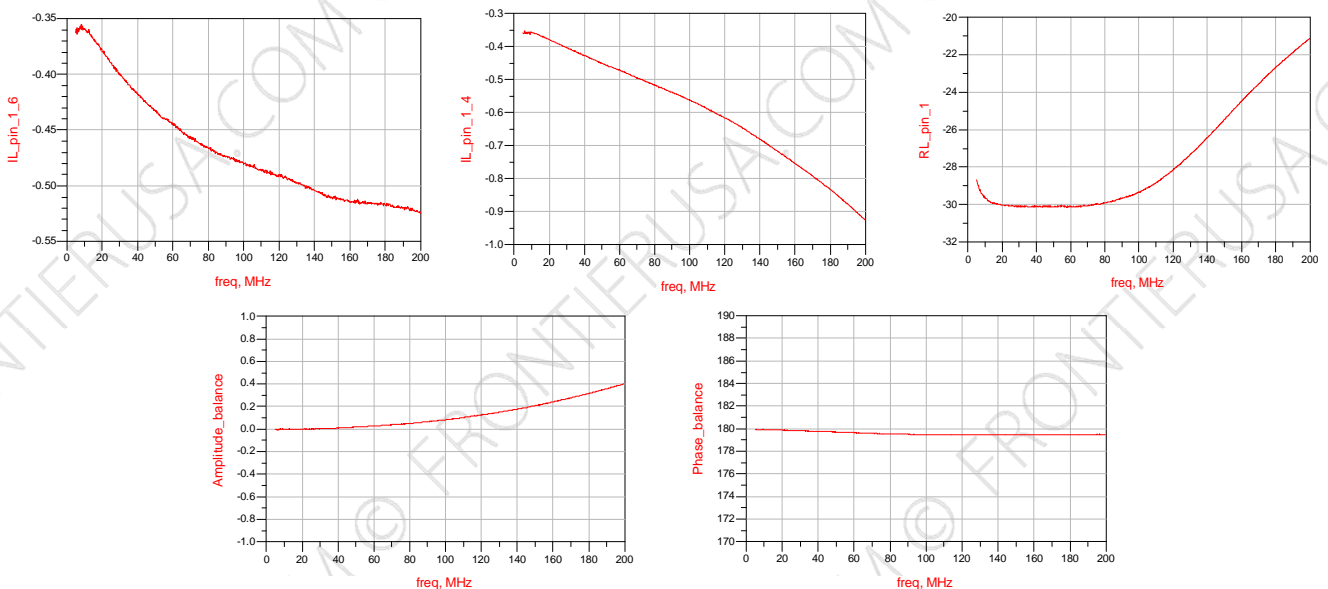 -0.35
-0.40
-0.45
-0.50
-0.55
IL_pin_1_6
0 20 40 60 80 100 120 140 160 180 200
freq, MHz
-0.3
-0.4
-0.5
-0.6
-0.7
-0.8
-0.9
-1.0
IL_pin_1_4
0 20 40 60 80 100 120 140 160 180 200
freq, MHz
-20
-22
-24
-26
-28
-30
-32
RL_pin_1
0 20 40 60 80 100 120 140 160 180 200
freq, MHz
1.0
0.8
0.6
0.4
0.2
0.0
-0.2
-0.4
-0.6
-0.8
-1.0
Amplitude_balance
0 20 40 60 80 100 120 140 160 180 200
freq, MHz
190
188
186
184
182
180
178
176
174
172
170
Phase_balance
0 20 40 60 80 100 120 140 160 180 200
freq, MHz
NTIERUSA.COM
M © FRONTIERUSA.COM
M © FRONTIERUSA.C
© F